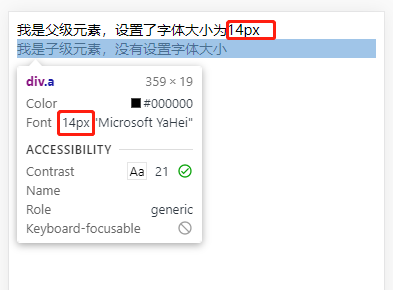 我是父级元素，设置了字体大小为14px
我是子级元素，没有设置字体大小
div.a 359 × 19
Color #000000
Font 14px "Microsoft YaHei"
ACCESSIBILITY
Contrast Aa 21
Name
Role generic
Keyboard-focusable